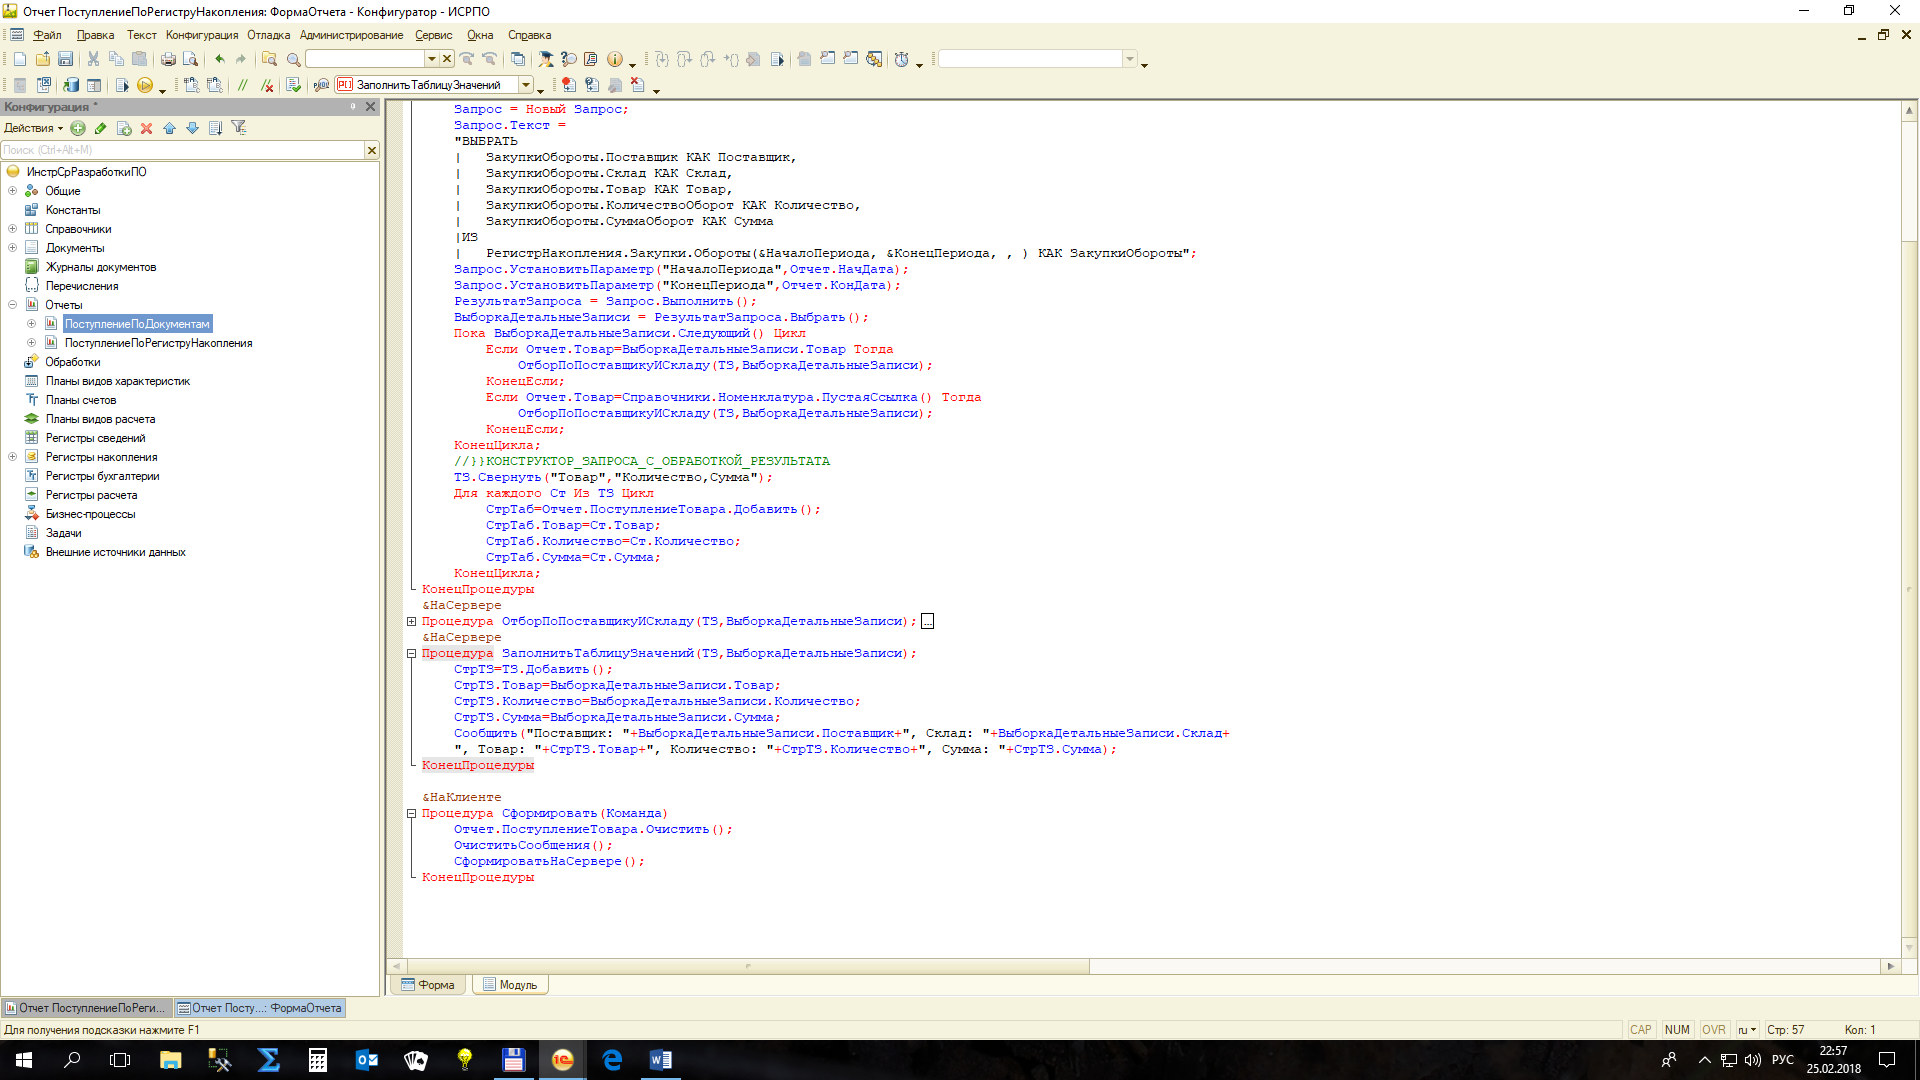 Отчет ПоступлениеПоРегиструНакопления: ФормаОтчета - Конфигуратор - ИСРПО
Файл Правка Текст Конфигурация Отладка Администрирование Сервис Окна Справка
ЗаполнитьТаблицуЗначений
Конфигурация *
Действия
Поиск (Ctrl+Alt+M)
ИнстрСрРазработкиПО
Общие
Константы
Справочники
Документы
Журналы документов
Перечисления
Отчеты
ПоступлениеПоДокументам
ПоступлениеПоРегиструНакопления
Обработки
Планы видов характеристик
Планы счетов
Планы видов расчета
Регистры сведений
Регистры накопления
Регистры бухгалтерии
Регистры расчета
Бизнес-процессы
Задачи
Внешние источники данных
Запрос = Новый Запрос;
Запрос.Текст =
"ВЫБРАТЬ
|   ЗакупкиОбороты.Поставщик КАК Поставщик,
|   ЗакупкиОбороты.Склад КАК Склад,
|   ЗакупкиОбороты.Товар КАК Товар,
|   ЗакупкиОбороты.КоличествоОборот КАК Количество,
|   ЗакупкиОбороты.СуммаОборот КАК Сумма
|ИЗ
|   РегистрНакопления.Закупки.Обороты(&НачалоПериода, &КонецПериода, , ) КАК ЗакупкиОбороты";
Запрос.УстановитьПараметр("НачалоПериода",Отчет.НачДата);
Запрос.УстановитьПараметр("КонецПериода",Отчет.КонДата);
РезультатЗапроса = Запрос.Выполнить();
ВыборкаДетальныеЗаписи = РезультатЗапроса.Выбрать();
Пока ВыборкаДетальныеЗаписи.Следующий() Цикл
Если Отчет.Товар=ВыборкаДетальныеЗаписи.Товар Тогда
ОтборПоПоставщикуИСкладу(ТЗ,ВыборкаДетальныеЗаписи);
КонецЕсли;
Если Отчет.Товар=Справочники.Номенклатура.ПустаяСсылка() Тогда
ОтборПоПоставщикуИСкладу(ТЗ,ВыборкаДетальныеЗаписи);
КонецЕсли;
КонецЦикла;
//}}КОНСТРУКТОР_ЗАПРОСА_С_ОБРАБОТКОЙ_РЕЗУЛЬТАТА
ТЗ.Свернуть("Товар","Количество,Сумма");
Для каждого Ст Из ТЗ Цикл
СтрТаб=Отчет.ПоступлениеТовара.Добавить();
СтрТаб.Товар=Ст.Товар;
СтрТаб.Количество=Ст.Количество;
СтрТаб.Сумма=Ст.Сумма;
КонецЦикла;
КонецПроцедуры
&НаСервере
Процедура ОтборПоПоставщикуИСкладу(ТЗ,ВыборкаДетальныеЗаписи); ...
&НаСервере
Процедура ЗаполнитьТаблицуЗначений(ТЗ,ВыборкаДетальныеЗаписи);
СтрТЗ=ТЗ.Добавить();
СтрТЗ.Товар=ВыборкаДетальныеЗаписи.Товар;
СтрТЗ.Количество=ВыборкаДетальныеЗаписи.Количество;
СтрТЗ.Сумма=ВыборкаДетальныеЗаписи.Сумма;
Сообщить("Поставщик: "+ВыборкаДетальныеЗаписи.Поставщик+", Склад: "+ВыборкаДетальныеЗаписи.Склад+
", Товар: "+СтрТЗ.Товар+", Количество: "+СтрТЗ.Количество+", Сумма: "+СтрТЗ.Сумма);
КонецПроцедуры
&НаКлиенте
Процедура Сформировать(Команда)
Отчет.ПоступлениеТовара.Очистить();
ОчиститьСообщения();
СформироватьНаСервере();
КонецПроцедуры
Форма Модуль
Отчет ПоступлениеПоРеги... Отчет Посту...: ФормаОтчета
Для получения подсказки нажмите F1 CAP NUM OVR ru Стр: 57 Кол: 1
РУС 22:57
25.02.2018